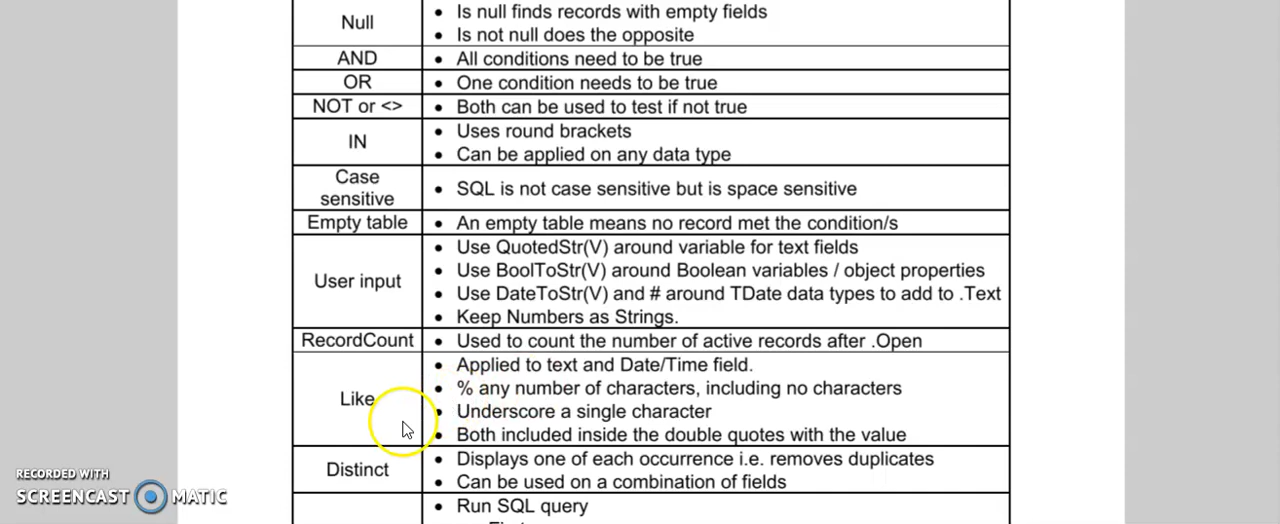 Null
• Is null finds records with empty fields
• Is not null does the opposite
AND
• All conditions need to be true
OR
• One condition needs to be true
NOT or <>
• Both can be used to test if not true
IN
• Uses round brackets
• Can be applied on any data type
Case
sensitive
• SQL is not case sensitive but is space sensitive
Empty table
• An empty table means no record met the condition/s
User input
• Use QuotedStr(V) around variable for text fields
• Use BoolToStr(V) around Boolean variables / object properties
• Use DateToStr(V) and # around TDate data types to add to .Text
• Keep Numbers as Strings.
RecordCount
• Used to count the number of active records after .Open
Like
• Applied to text and Date/Time field.
• % any number of characters, including no characters
• Underscore a single character
• Both included inside the double quotes with the value
Distinct
• Displays one of each occurrence i.e. removes duplicates
• Can be used on a combination of fields
• Run SQL query
RECORDED WITH
SCREENCAST MATIC